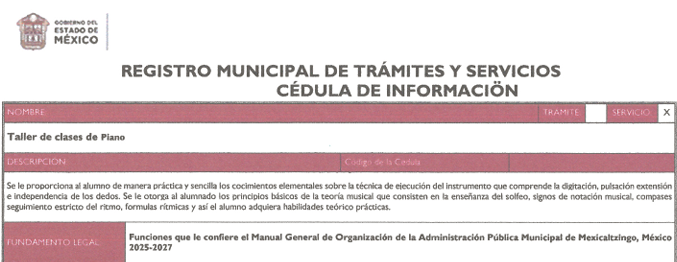 GOBIERNO DEL
ESTADO DE
MÉXICO
REGISTRO MUNICIPAL DE TRÁMITES Y SERVICIOS
CÉDULA DE INFORMACIÖN
NOMBRE: TRÁMITE: SERVICIO: X
Taller de clases de Piano
DESCRIPCIÓN: Código de la Cédula
Se le proporciona al alumno de manera práctica y sencilla los cocimientos elementales sobre la técnica de ejecución del instrumento que comprende la digitación, pulsación extensión
e independencia de los dedos. Se le otorga al alumnado los principios básicos de la teoría musical que consisten en la enseñanza del solfeo, signos de notación musical, compases
seguimiento estricto del ritmo, formulas rítmicas y así el alumno adquiera habilidades teórico prácticas.
FUNDAMENTO LEGAL: Funciones que le confiere el Manual General de Organización de la Administración Pública Municipal de Mexicaltzingo, México
2025-2027